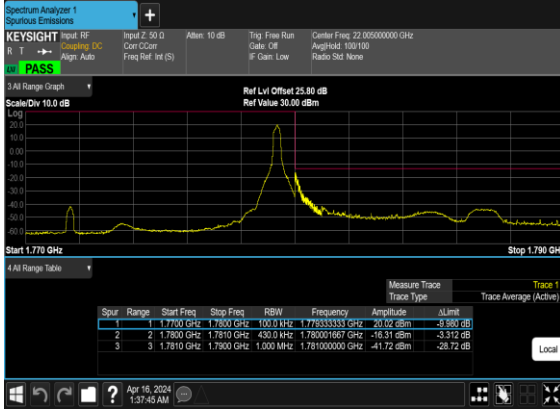 Spectrum Analyzer 1
Spurious Emissions
+
KEYSIGHT Input: RF Input Z: 50 Ω Atten: 10 dB Trig: Free Run Center Freq: 22.005000000 GHz
R T Coupling: DC Corr CCorr Gate: Off Avg|Hold: 100/100
Align: Auto Freq Ref: Int (S) IF Gain: Low Radio Std: None
PASS
3 All Range Graph
Ref Lvl Offset 25.80 dB
Scale/Div 10.0 dB Ref Value 30.00 dBm
Log
20.0
10.0
0.00
-10.0
-20.0
-30.0
-40.0
-50.0
-60.0
Start 1.770 GHz Stop 1.790 GH
4 All Range Table
Measure Trace Trace 1
Trace Type Trace Average (Active)
Spur Range Start Freq Stop Freq RBW Frequency Amplitude ΔLimit
1 1 1.7700 GHz 1.7800 GHz 100.0 kHz 1.779333333 GHz 20.02 dBm -9.980 dB
2 2 1.7800 GHz 1.7810 GHz 430.0 kHz 1.780001667 GHz -16.31 dBm -3.312 dB
3 3 1.7810 GHz 1.7900 GHz 1.000 MHz 1.781000000 GHz -41.72 dBm -28.72 dB
Local
? Apr 16, 2024
1:37:45 AM